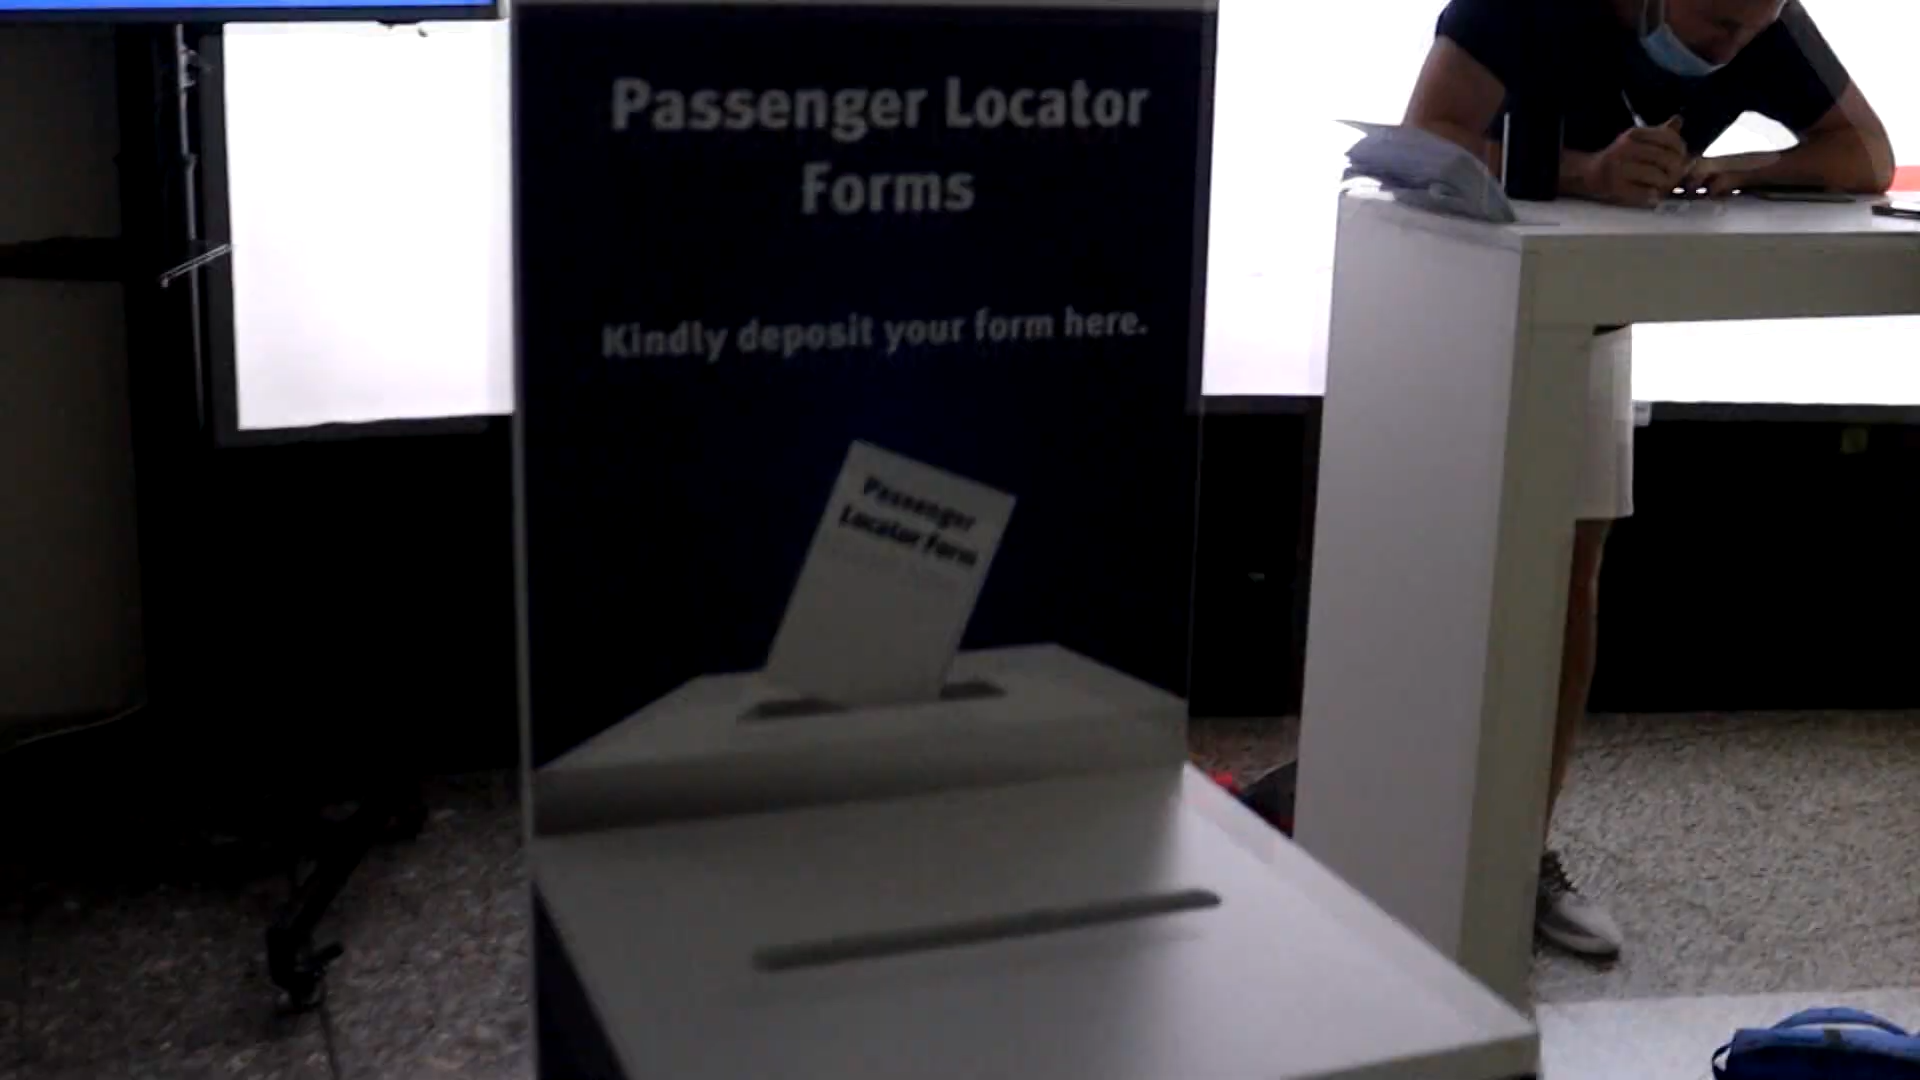 Passenger Locator
Forms
Kindly deposit your form here.
Passenger
Locator Form